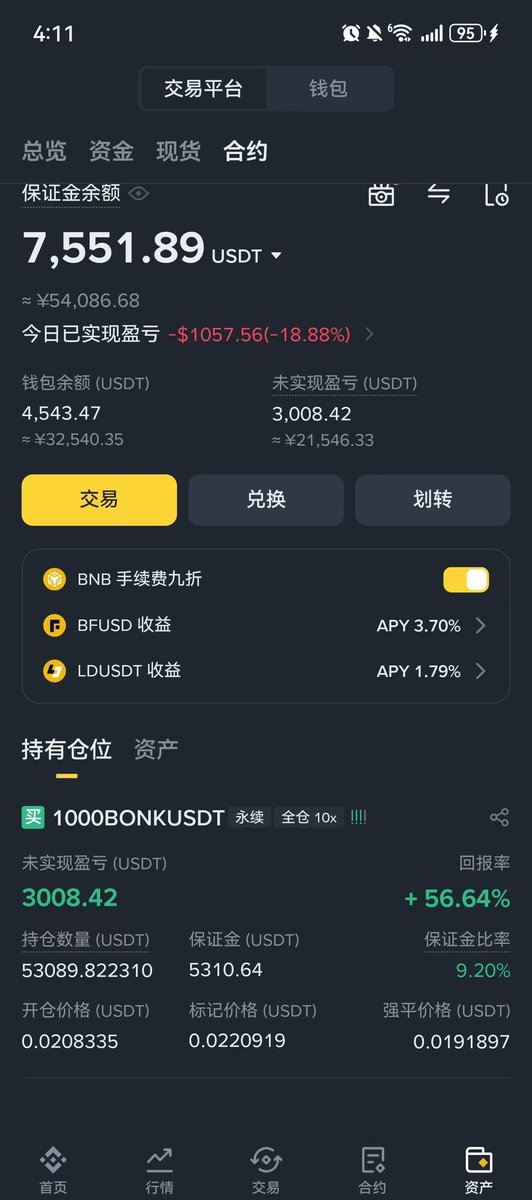 4:11
6
95
交易平台 钱包
总览 资金 现货 合约
保证金余额
7,551.89 USDT
≈ ¥54,086.68
今日已实现盈亏 -$1057.56(-18.88%)
钱包余额 (USDT) 未实现盈亏 (USDT)
4,543.47 3,008.42
≈ ¥32,540.35 ≈ ¥21,546.33
交易 兑换 划转
BNB 手续费九折
BFUSD 收益 APY 3.70%
LDUSDT 收益 APY 1.79%
持有仓位 资产
买 1000BONKUSDT 永续 全仓 10x !!!!
未实现盈亏 (USDT) 回报率
3008.42 + 56.64%
持仓数量 (USDT) 保证金 (USDT) 保证金比率
53089.822310 5310.64 9.20%
开仓价格 (USDT) 标记价格 (USDT) 强平价格 (USDT)
0.0208335 0.0220919 0.0191897
首页 行情 交易 合约 资产